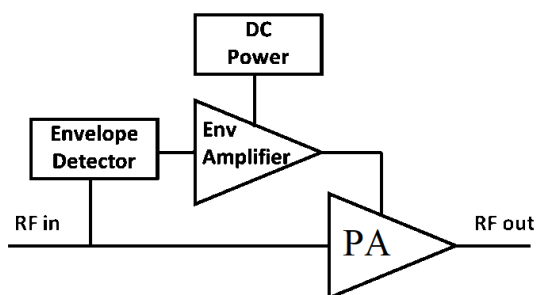 DC
Power
Envelope
Detector
Env
Amplifier
RF in
PA
RF out